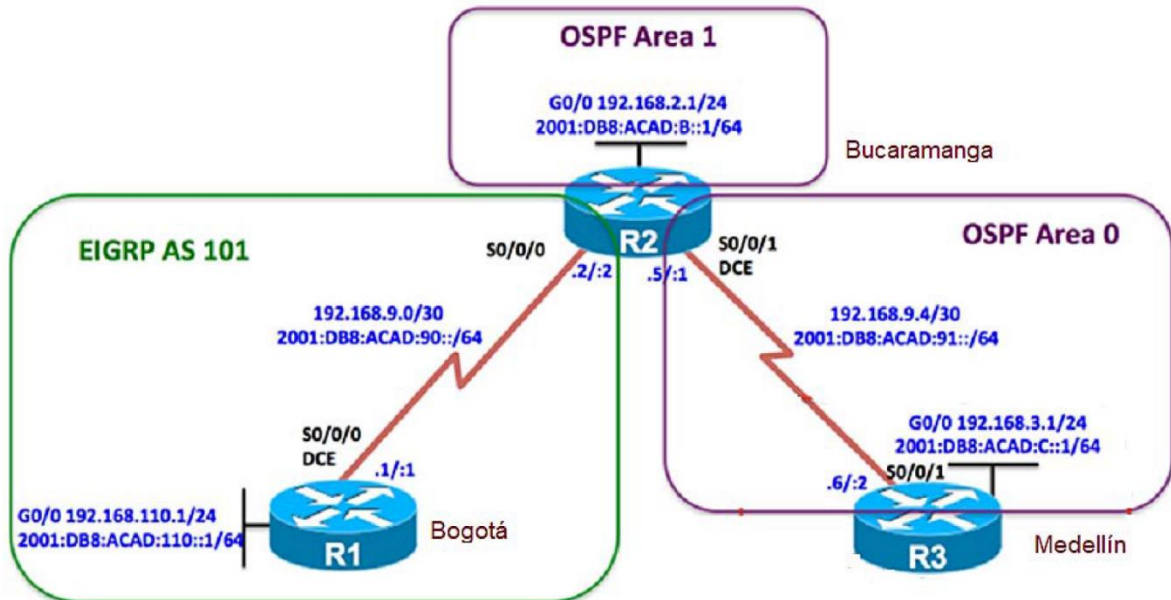 OSPF Area 1
G0/0 192.168.2.1/24
2001:DB8:ACAD:B::1/64
Bucaramanga
R2
EIGRP AS 101
S0/0/0
.2/:2
.5/:1
S0/0/1
DCE
OSPF Area 0
192.168.9.0/30
2001:DB8:ACAD:90::/64
192.168.9.4/30
2001:DB8:ACAD:91::/64
S0/0/0
DCE
.1/:1
G0/0 192.168.3.1/24
2001:DB8:ACAD:C::1/64
.6/:2
S0/0/1
G0/0 192.168.110.1/24
2001:DB8:ACAD:110::1/64
R1
Bogotá
R3
Medellín